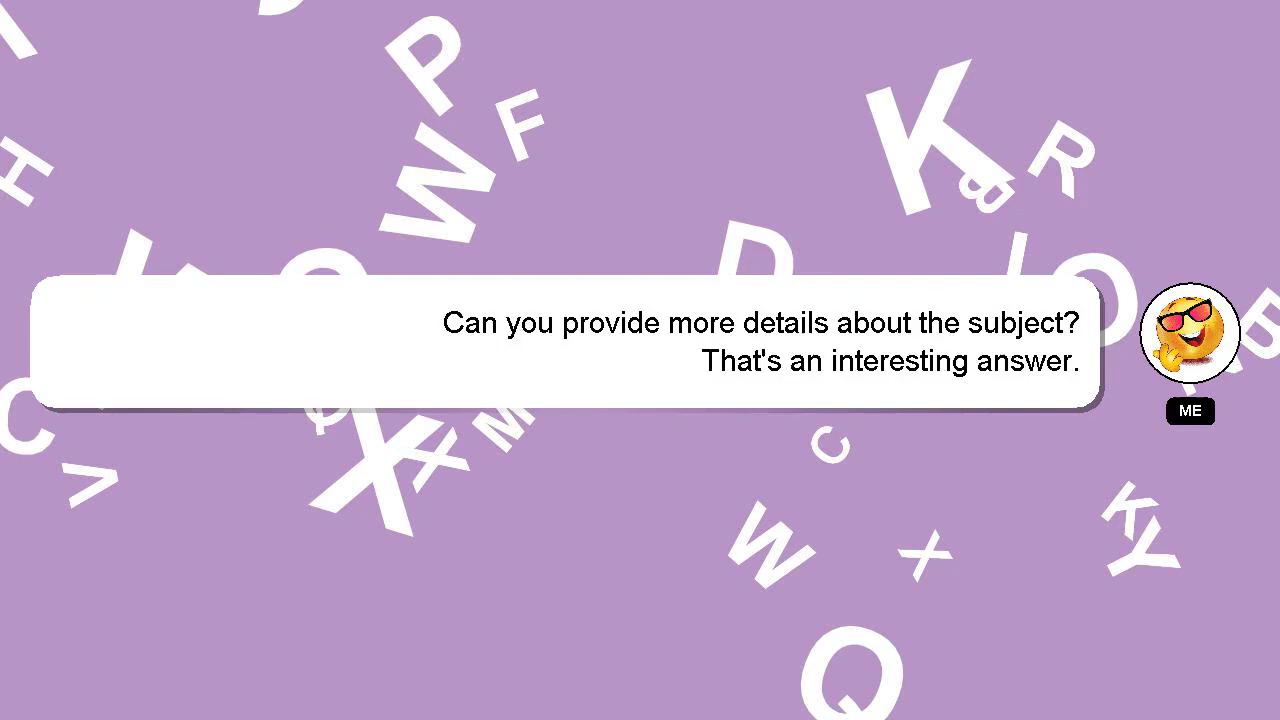 Can you provide more details about the subject?
That's an interesting answer.
ME